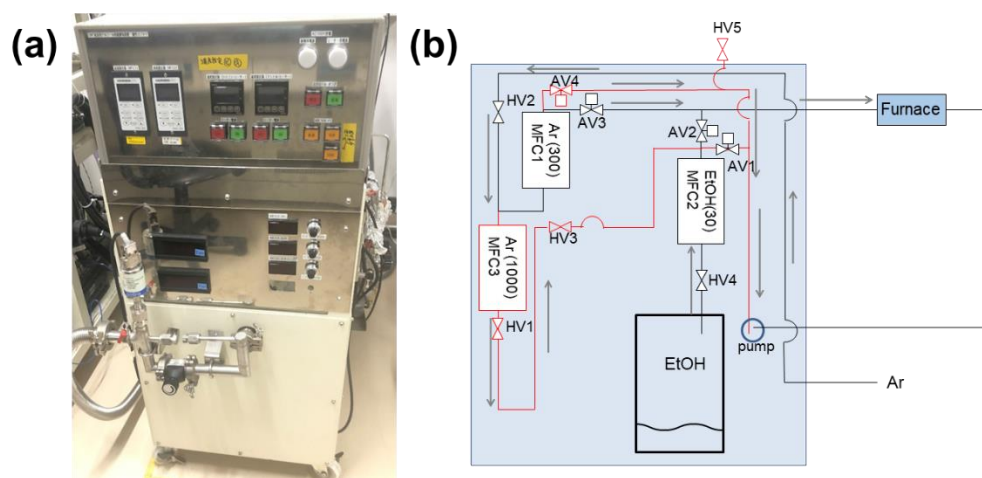 (a)
(b)
HV5
AV4
HV2
AV3
Furnace
Ar (300)
MFC1
AV2
AV1
EtOH(30)
MFC2
HV3
Ar (1000)
MFC3
HV4
HV1
pump
EtOH
Ar